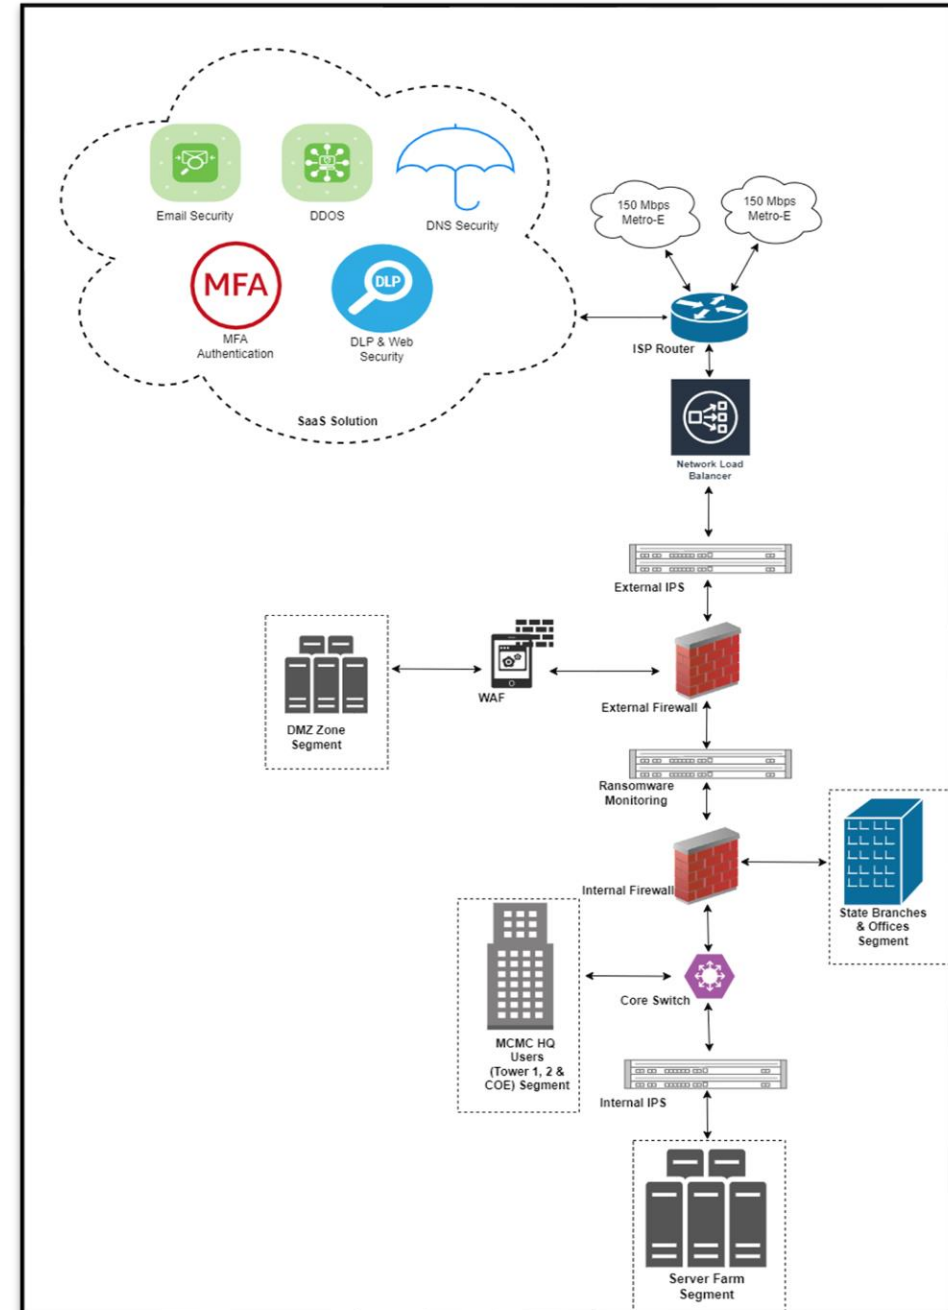 150 Mbps
Metro-E
150 Mbps
Metro-E
Email Security
DDOS
DNS Security
MFA
DLP
MFA
Authentication
DLP & Web
Security
SaaS Solution
ISP Router
Network Load
Balancer
External IPS
WAF
External Firewall
DMZ Zone
Segment
Ransomware
Monitoring
Internal Firewall
State Branches
& Offices
Segment
Core Switch
MCMC HQ
Users
(Tower 1, 2 &
COE) Segment
Internal IPS
Server Farm
Segment